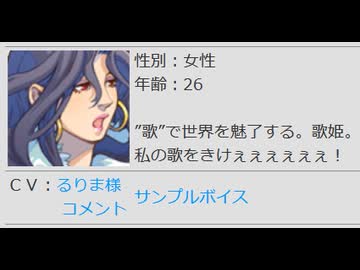 性別：女性
年齢：26
”歌”で世界を魅了する。歌姫。
私の歌をきけぇぇぇぇぇぇ！
ＣＶ：るりま様
コメント
サンプルボイス